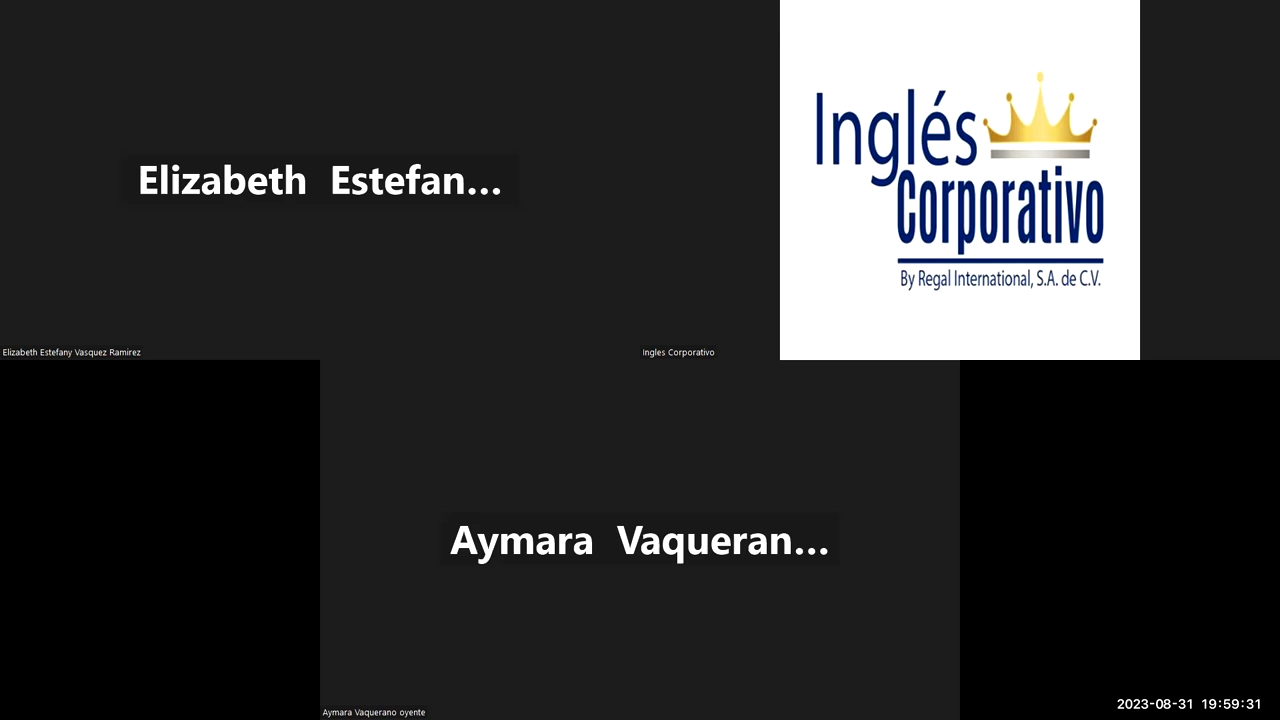 Elizabeth Estefan...
Elizabeth Estefany Vasquez Ramirez
Inglés
Corporativo
By Regal International, S.A. de C.V.
Ingles Corporativo
Aymara Vaqueran...
Aymara Vaquerano oyente
2023-08-31 19:59:31